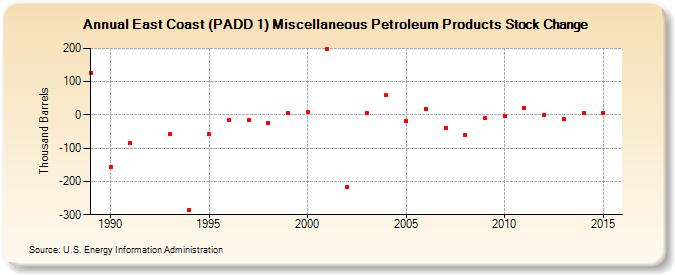 Annual East Coast (PADD 1) Miscellaneous Petroleum Products Stock Change
Thousand Barrels
200
100
0
-100
-200
-300
1990 1995 2000 2005 2010 2015
Source: U.S. Energy Information Administration